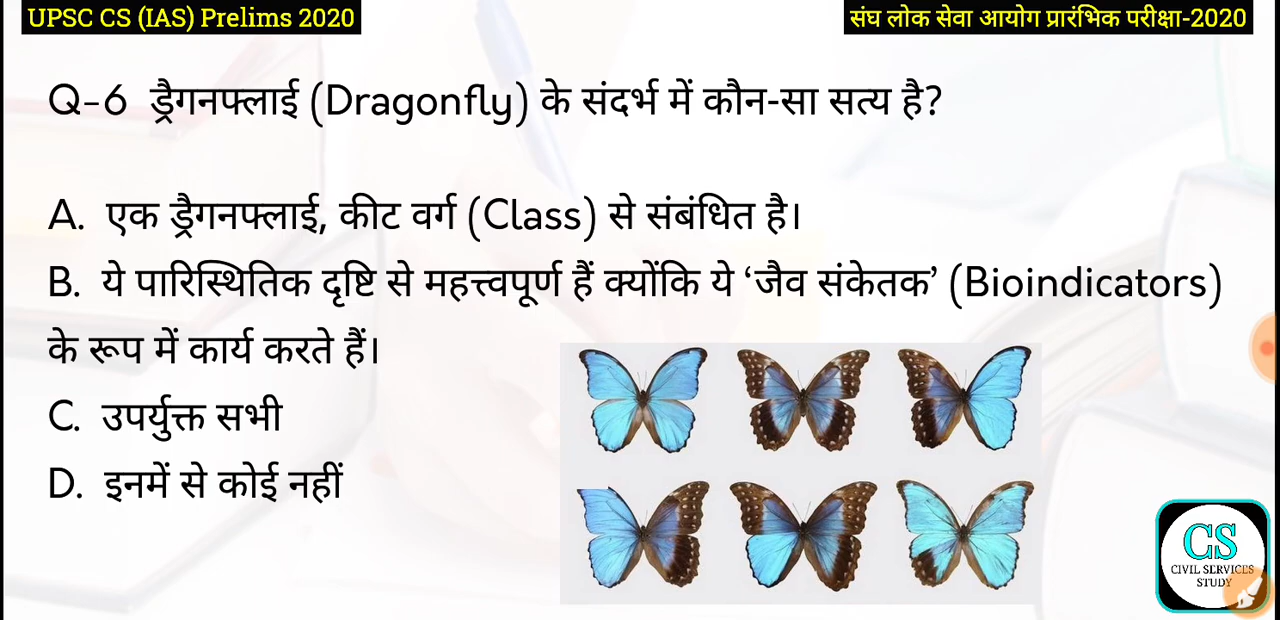 UPSC CS (IAS) Prelims 2020
संघ लोक सेवा आयोग प्रारंभिक परीक्षा-2020
Q-6 ड्रैगनफ्लाई (Dragonfly) के संदर्भ में कौन-सा सत्य है?
A. एक ड्रैगनफ्लाई, कीट वर्ग (Class) से संबंधित है।
B. ये पारिस्थितिक दृष्टि से महत्त्वपूर्ण हैं क्योंकि ये ‘जैव संकेतक’ (Bioindicators)
के रूप में कार्य करते हैं।
C. उपर्युक्त सभी
D. इनमें से कोई नहीं
CS
CIVIL SERVICES
STUDY